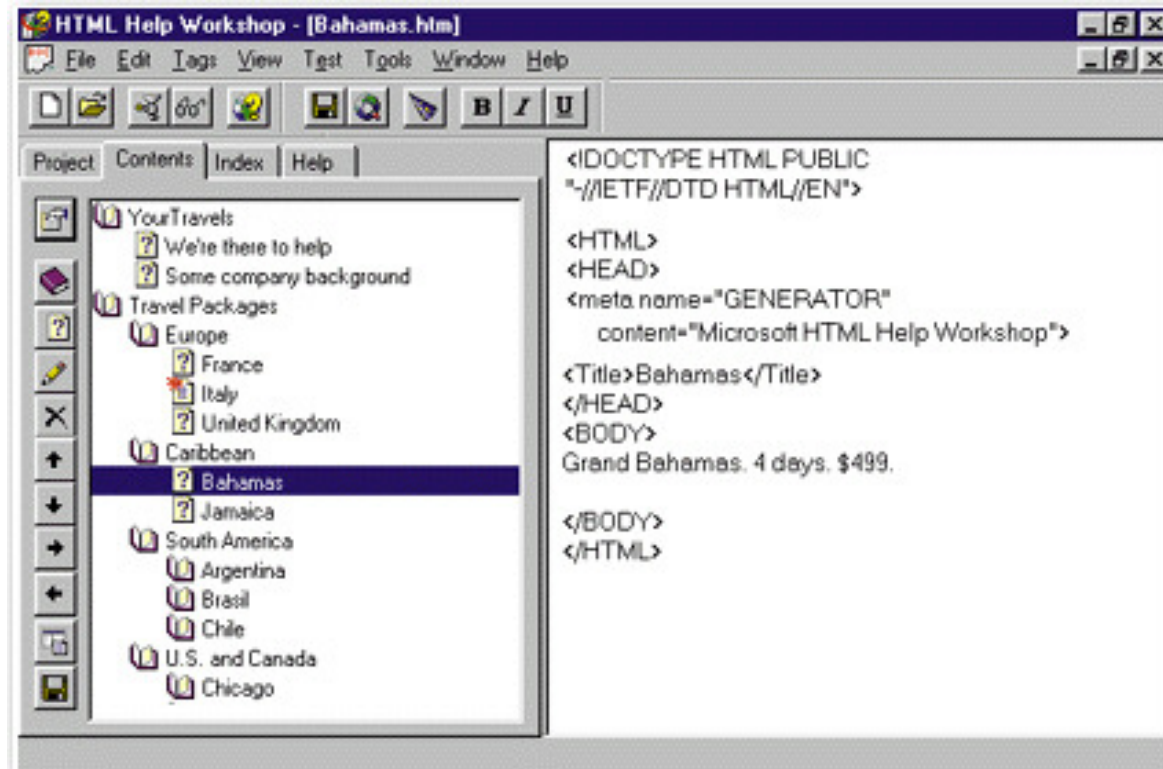 HTML Help Workshop - [Bahamas.htm]
File Edit Tags View Test Tools Window Help
B I U
Project Contents Index Help
YourTravels
We're there to help
Some company background
Travel Packages
Europe
France
Italy
United Kingdom
Caribbean
Bahamas
Jamaica
South America
Argentina
Brasil
Chile
U.S. and Canada
Chicago
<!DOCTYPE HTML PUBLIC
"-//IETF//DTD HTML//EN">
<HTML>
<HEAD>
<meta name="GENERATOR"
content="Microsoft HTML Help Workshop">
<Title>Bahamas</Title>
</HEAD>
<BODY>
Grand Bahamas. 4 days. $499.
</BODY>
</HTML>